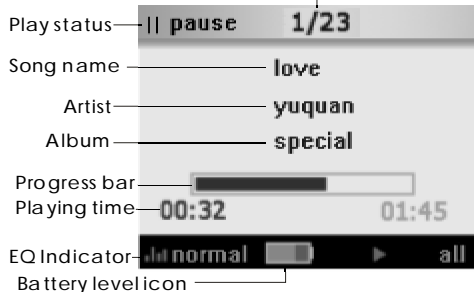 Play status || pause 1/23
Song name love
Artist yuquan
Album special
Progress bar
Playing time 00:32 01:45
EQ Indicator normal all
Battery level icon